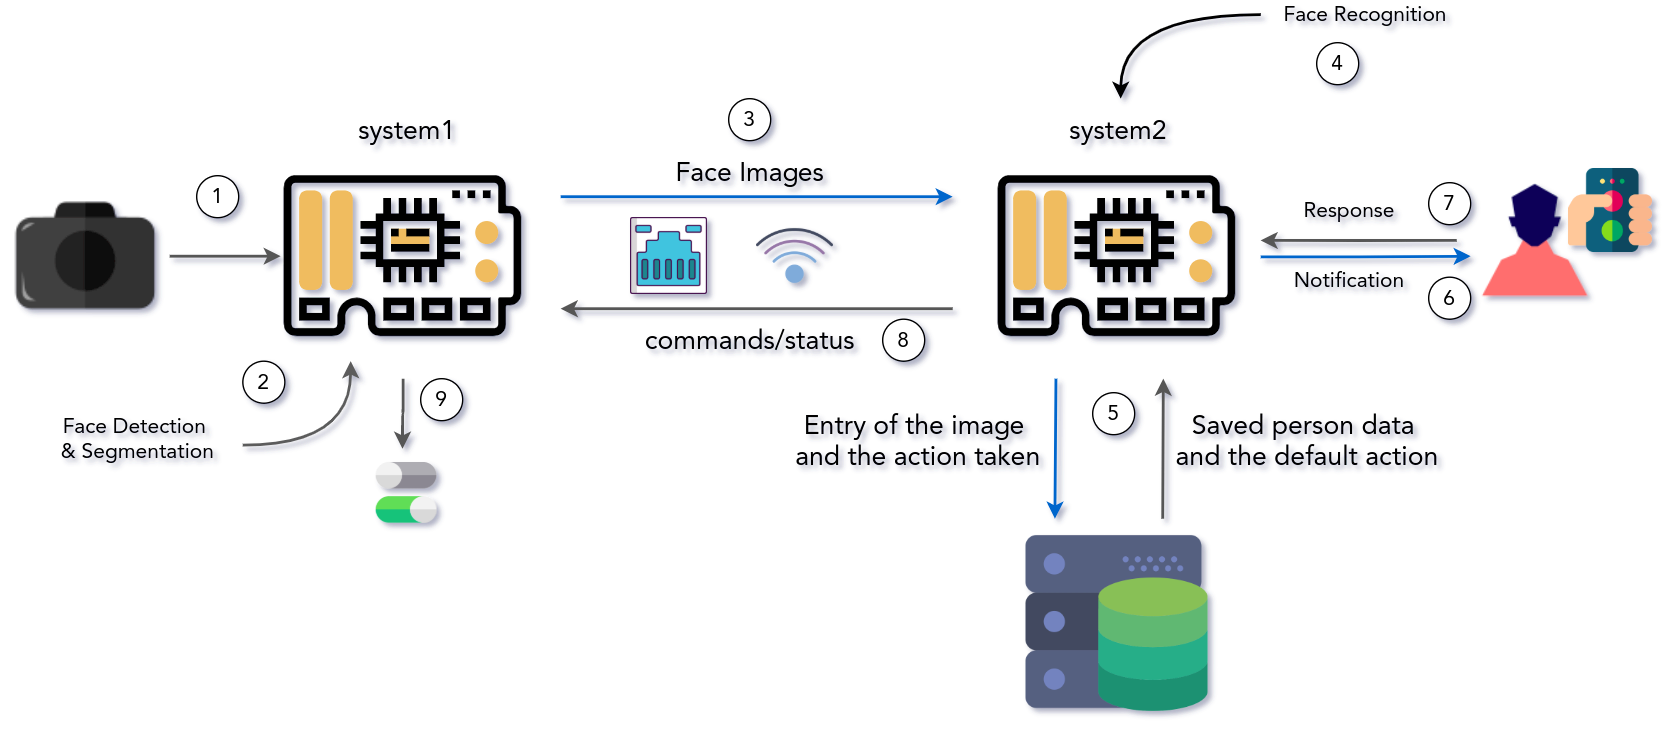 Face Recognition
4
3
system1
system2
Face Images
1
7
Response
Notification
6
commands/status
8
2
9
5
Face Detection
& Segmentation
Entry of the image
and the action taken
Saved person data
and the default action